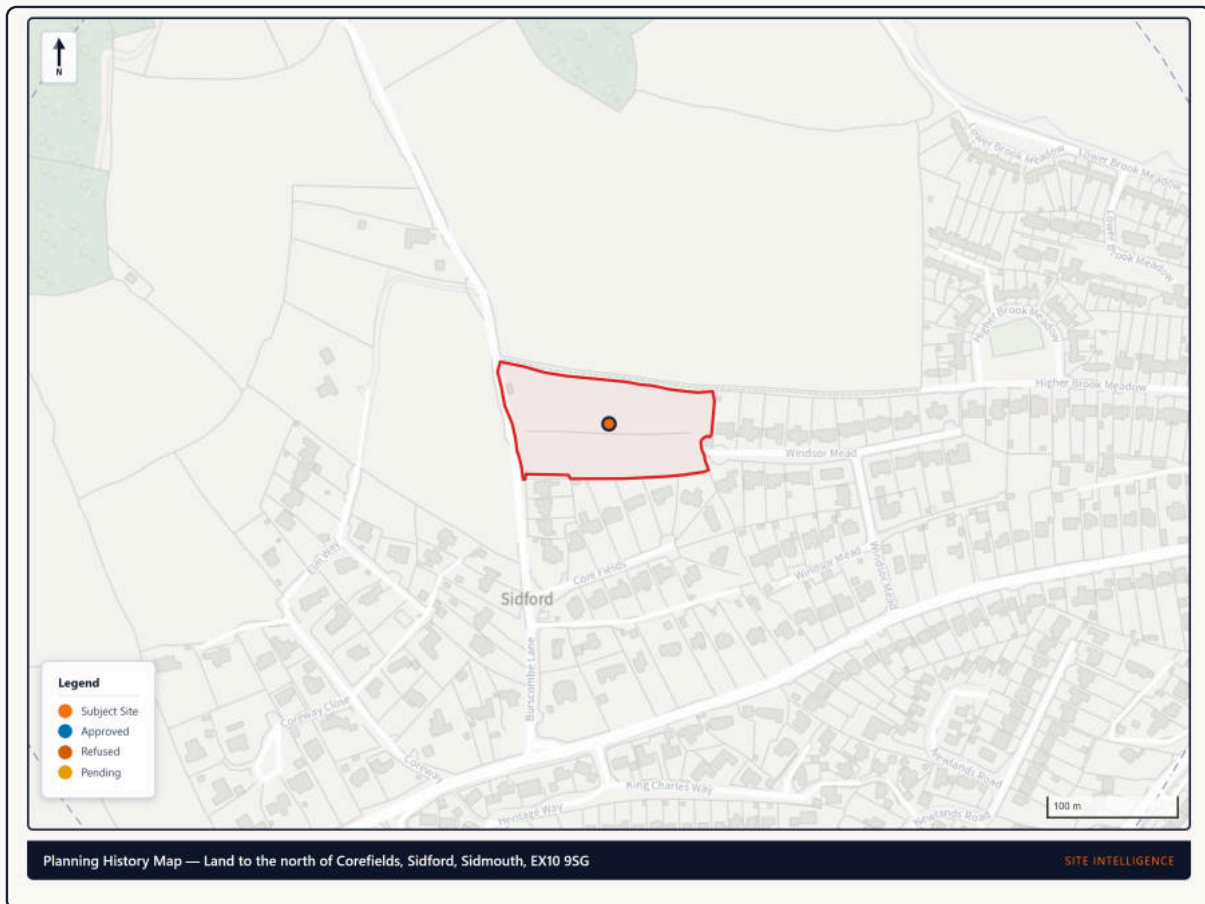 N
Lower Brook Meadow
Lower Brook Meadow
Lower Brook Meadow
Higher Brook Meadow
Higher Brook Meadow
Windsor Mead
Elm Way
Core Fields
Windsor Mead
Windsor Mead
Sidford
Burscombe Lane
Coreway Close
Coreway
King Charles Way
Heritage Way
Newlands Road
Newlands Road
Legend
Subject Site
Approved
Refused
Pending
100 m
Planning History Map — Land to the north of Corefields, Sidford, Sidmouth, EX10 9SG
SITE INTELLIGENCE